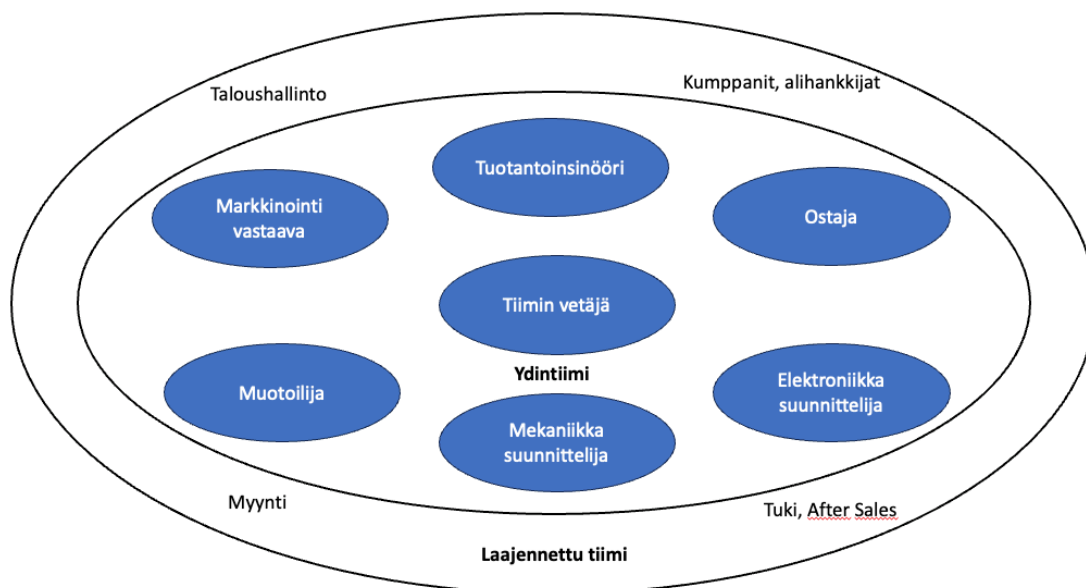 Taloushallinto
Kumppanit, alihankkijat
Tuotantoinsinööri
Markkinointi
vastaava
Ostaja
Tiimin vetäjä
Ydintiimi
Muotoilija
Mekaniikka
suunnittelija
Elektroniikka
suunnittelija
Myynti
Tuki, After Sales
Laajennettu tiimi